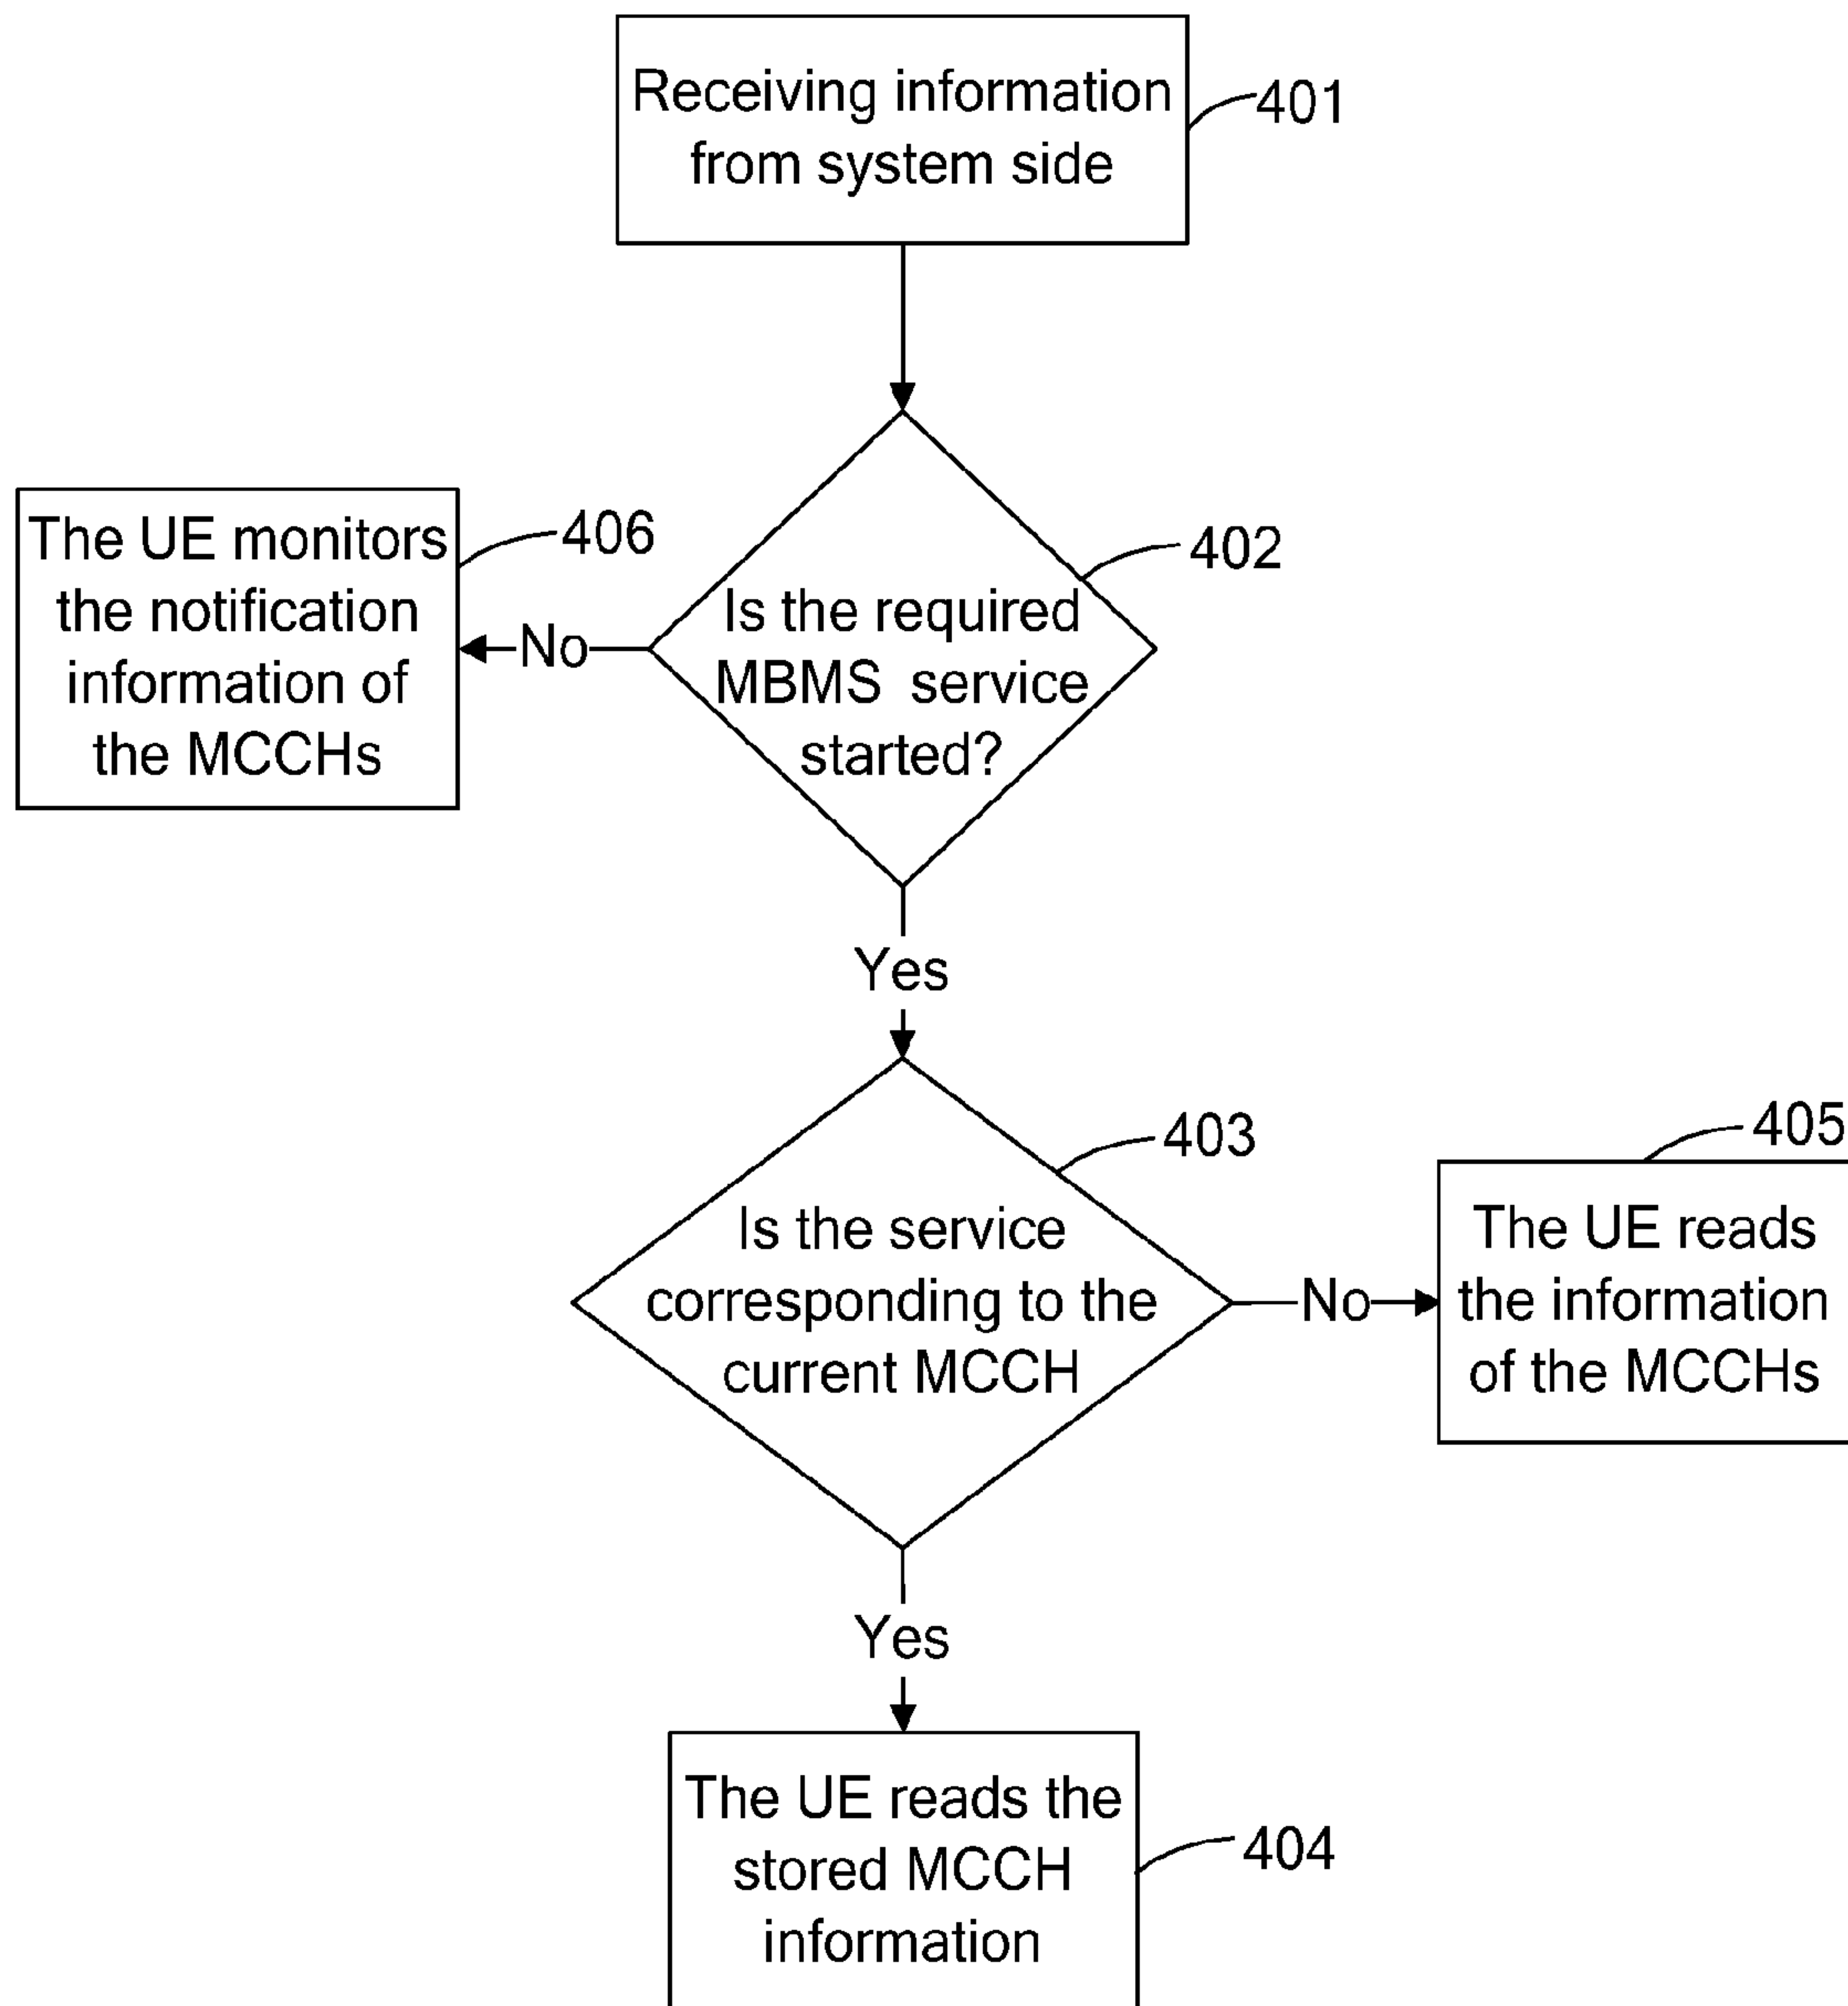 Receiving information
from system side
401
The UE monitors
the notification
information of
the MCCHs
406
No
Is the required
MBMS service
started?
402
Yes
Is the service
corresponding to the
current MCCH
403
No
The UE reads
the information
of the MCCHs
405
Yes
The UE reads the
stored MCCH
information
404